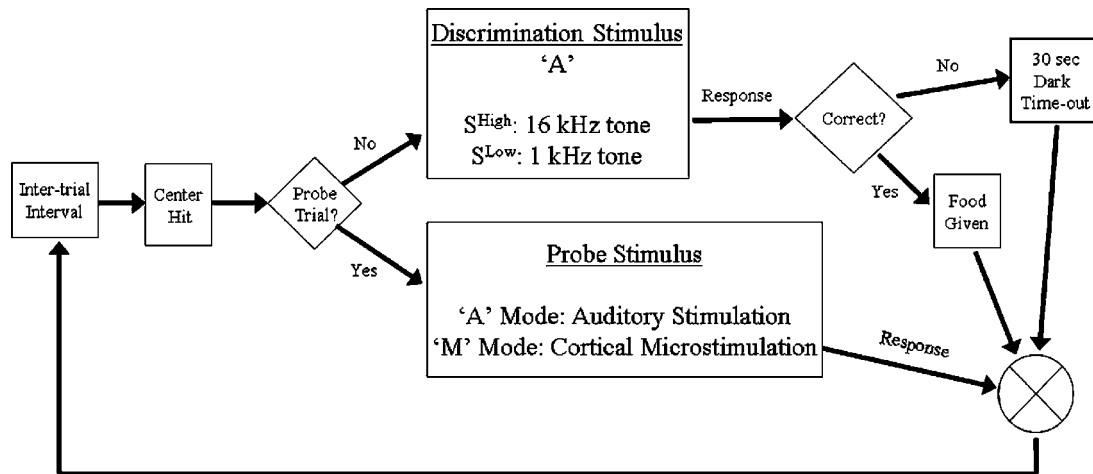 Inter-trial
Interval
Center
Hit
Probe
Trial?
No
Yes
Discrimination Stimulus
‘A’
S^High: 16 kHz tone
S^Low: 1 kHz tone
Probe Stimulus
‘A’ Mode: Auditory Stimulation
‘M’ Mode: Cortical Microstimulation
Response
Correct?
No
Yes
30 sec
Dark
Time-out
Food
Given
Response